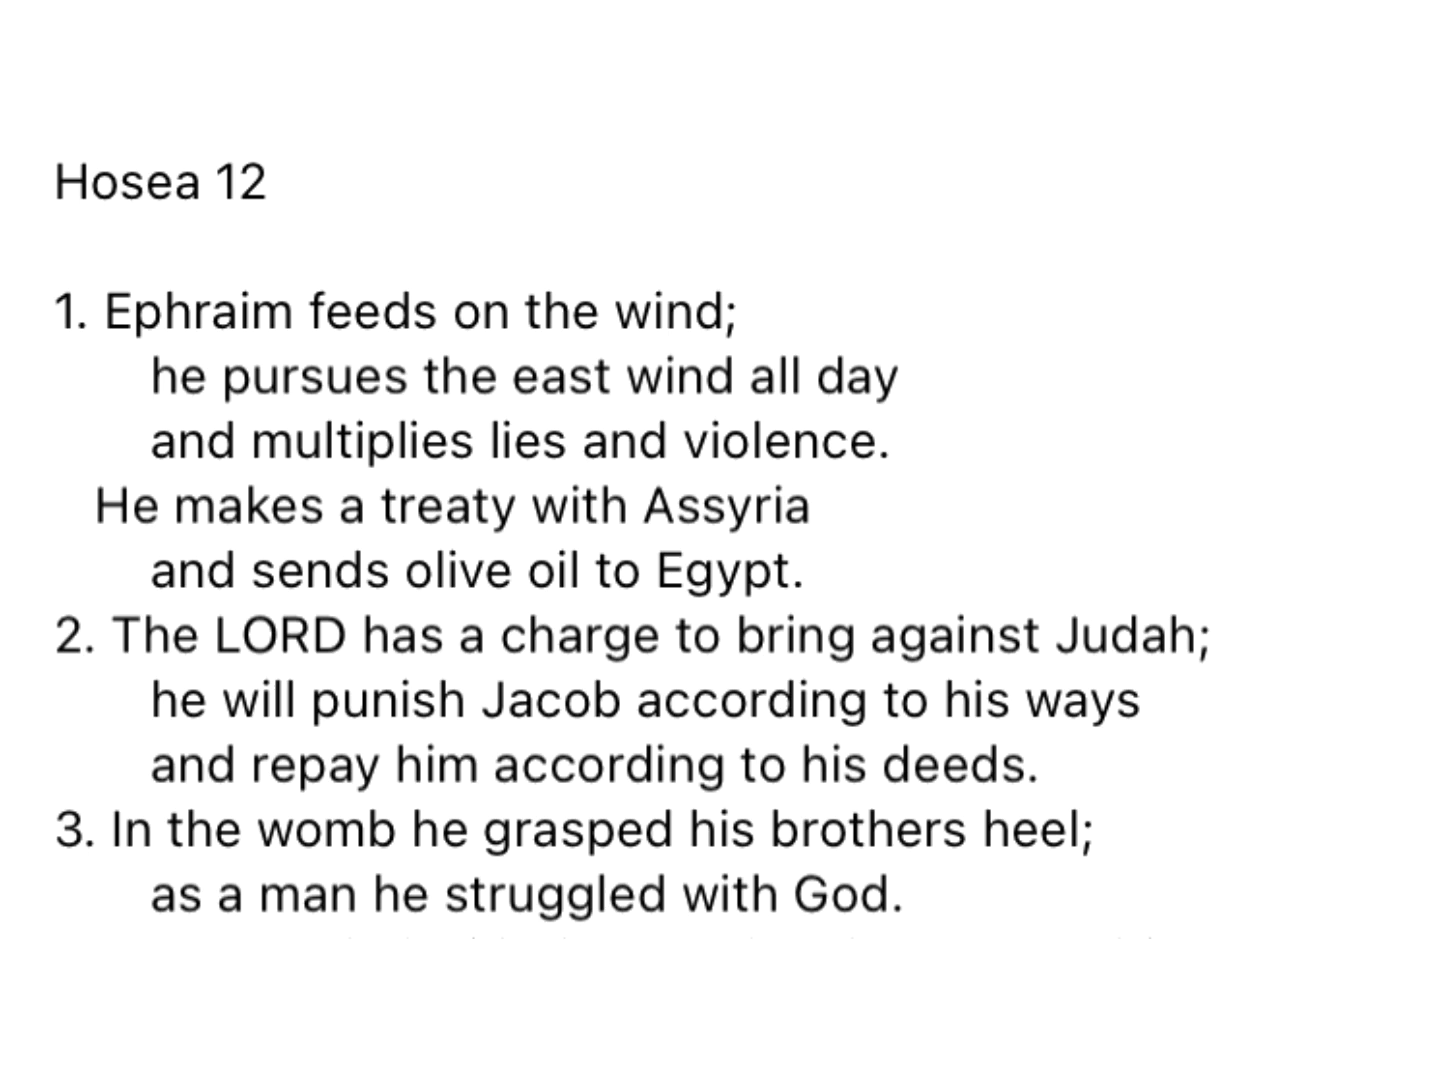 Hosea 12
1. Ephraim feeds on the wind;
he pursues the east wind all day
and multiplies lies and violence.
He makes a treaty with Assyria
and sends olive oil to Egypt.
2. The LORD has a charge to bring against Judah;
he will punish Jacob according to his ways
and repay him according to his deeds.
3. In the womb he grasped his brothers heel;
as a man he struggled with God.